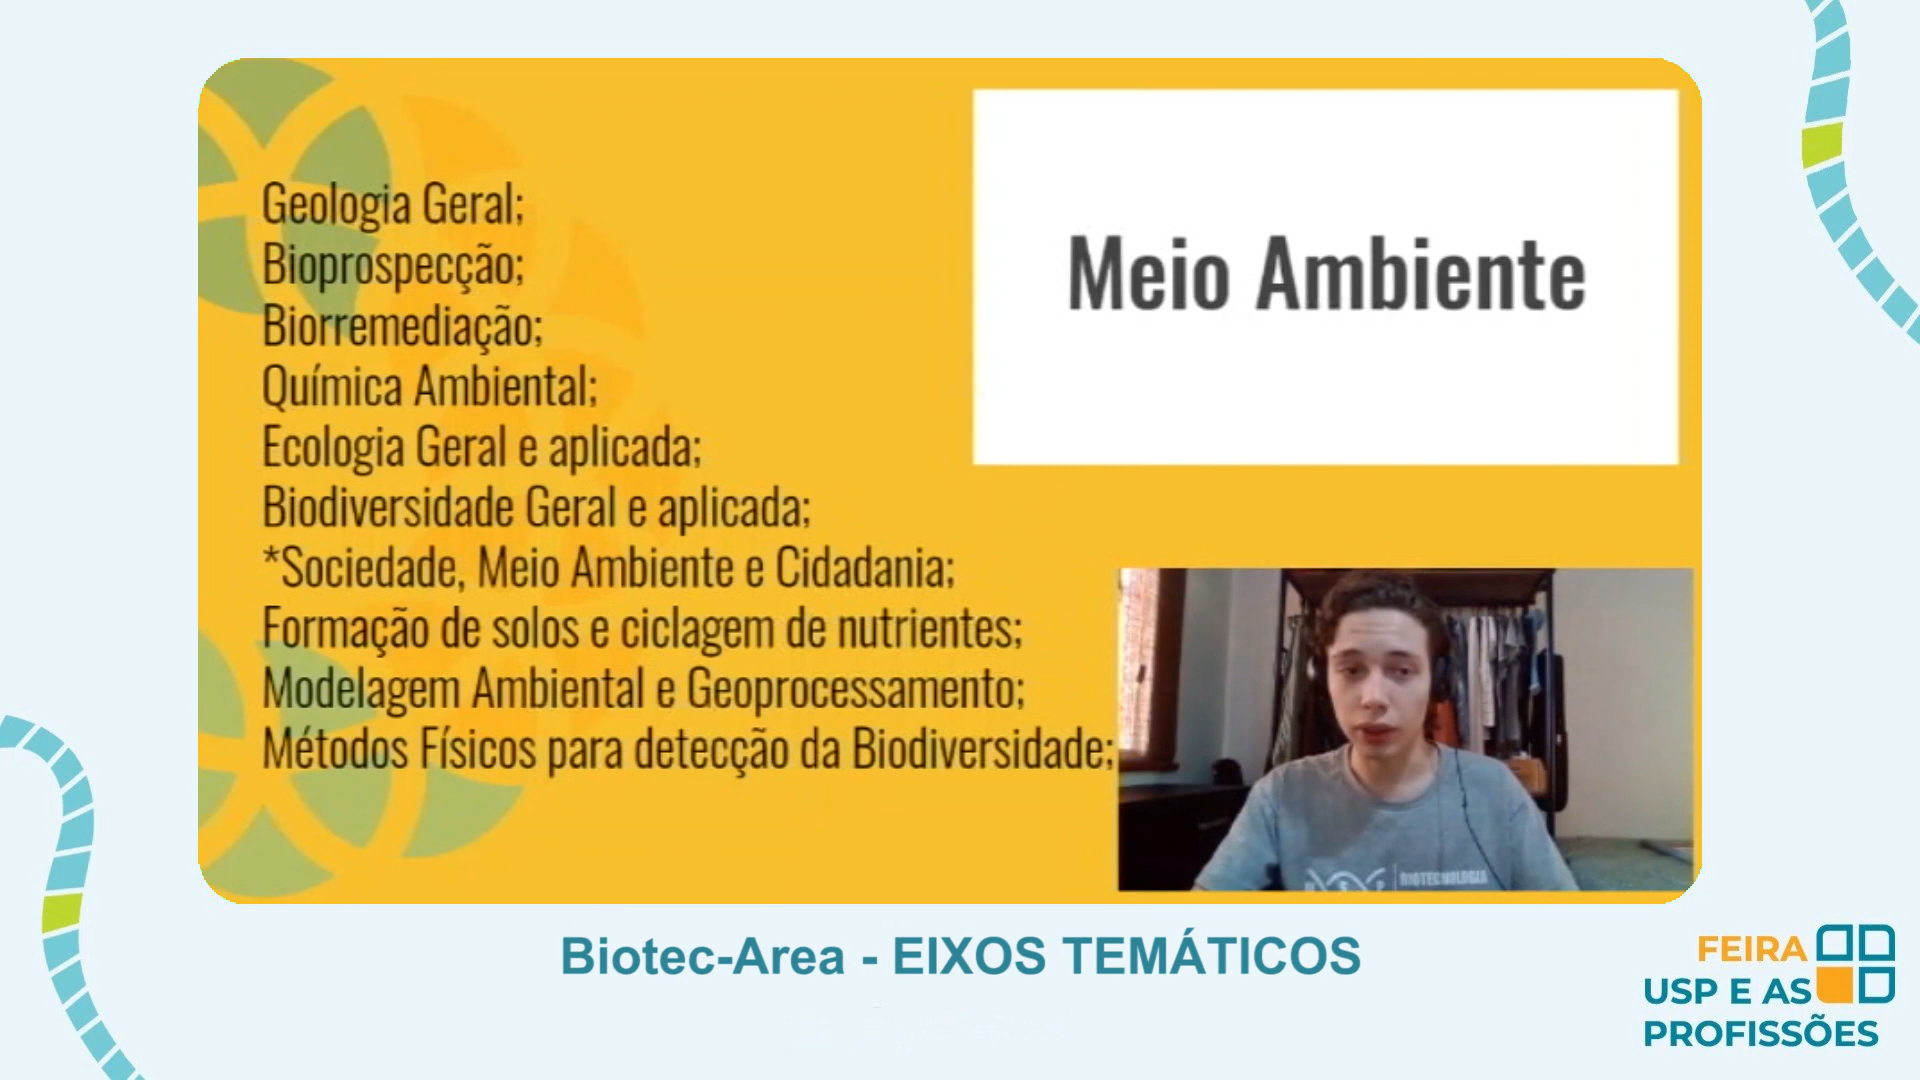 Geologia Geral;
Bioprospecção;
Biorremediação;
Química Ambiental;
Ecologia Geral e aplicada;
Biodiversidade Geral e aplicada;
*Sociedade, Meio Ambiente e Cidadania;
Formação de solos e ciclagem de nutrientes;
Modelagem Ambiental e Geoprocessamento;
Métodos Físicos para detecção da Biodiversidade;
Meio Ambiente
USP
BIOTECNOLOGIA
Biotec-Area - EIXOS TEMÁTICOS
FEIRA
USP E AS
PROFISSÕES